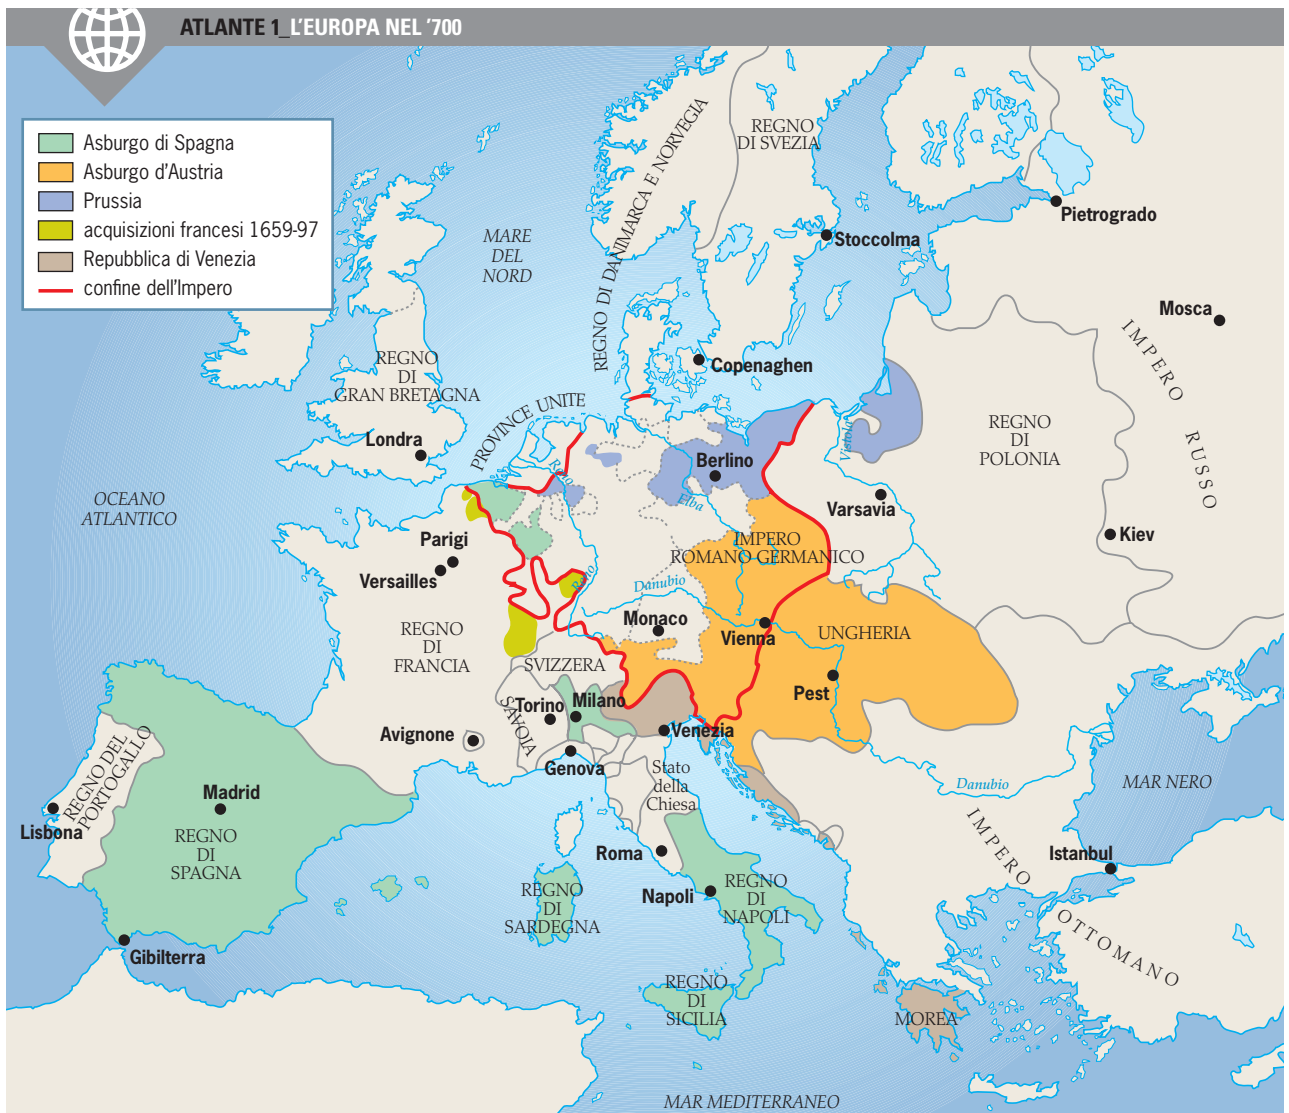 ATLANTE 1_L'EUROPA NEL '700
Asburgo di Spagna
Asburgo d'Austria
Prussia
acquisizioni francesi 1659-97
Repubblica di Venezia
confine dell'Impero
REGNO
DI SVEZIA
REGNO DI DANIMARCA E NORVEGIA
Pietrogrado
Stoccolma
MARE
DEL
NORD
Mosca
IMPERO
RUSSO
REGNO
DI
GRAN BRETAGNA
Copenaghen
PROVINCE UNITE
Londra
REGNO
DI
POLONIA
Vistola
Berlino
Reno
Elba
OCEANO
ATLANTICO
Varsavia
Kiev
Parigi
Versailles
IMPERO
ROMANO GERMANICO
Reno
Danubio
Monaco
Vienna
UNGHERIA
REGNO
DI
FRANCIA
SVIZZERA
Pest
SAVOIA
Torino
Milano
Venezia
Avignone
Genova
Stato
della
Chiesa
Danubio
MAR NERO
REGNO DEL
PORTOGALLO
Madrid
Lisbona
REGNO
DI
SPAGNA
IMPERO
OTTOMANO
Istanbul
Roma
Napoli
REGNO
DI
NAPOLI
REGNO
DI
SARDEGNA
Gibilterra
REGNO
DI
SICILIA
MOREA
MAR MEDITERRANEO